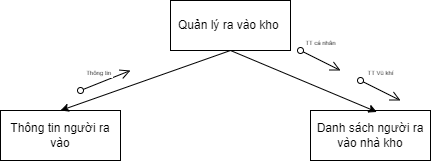 Quản lý ra vào kho
TT cá nhân
Thông tin
TT Vũ khí
Thông tin người ra
vào
Danh sách người ra
vào nhà kho